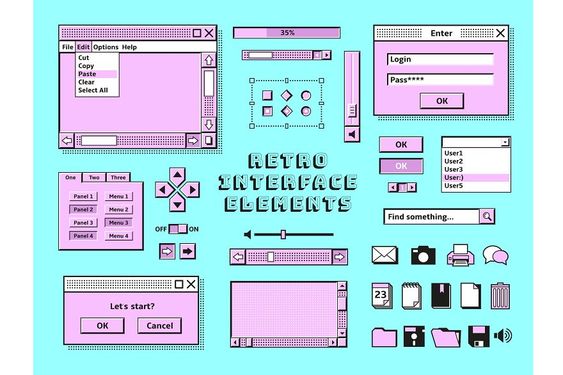 File Edit Options Help
Cut
Copy
Paste
Clear
Select All
35%
Enter
Login
Pass****
OK
OK
OK
User1
User2
User3
User:)
User5
RETRO
INTERFACE
ELEMENTS
One Two Three
Panel 1 Menu 1
Panel 2 Menu 2
Panel 3 Menu 3
Panel 4 Menu 4
OFF ON
Find something...
23
Let's start?
OK Cancel